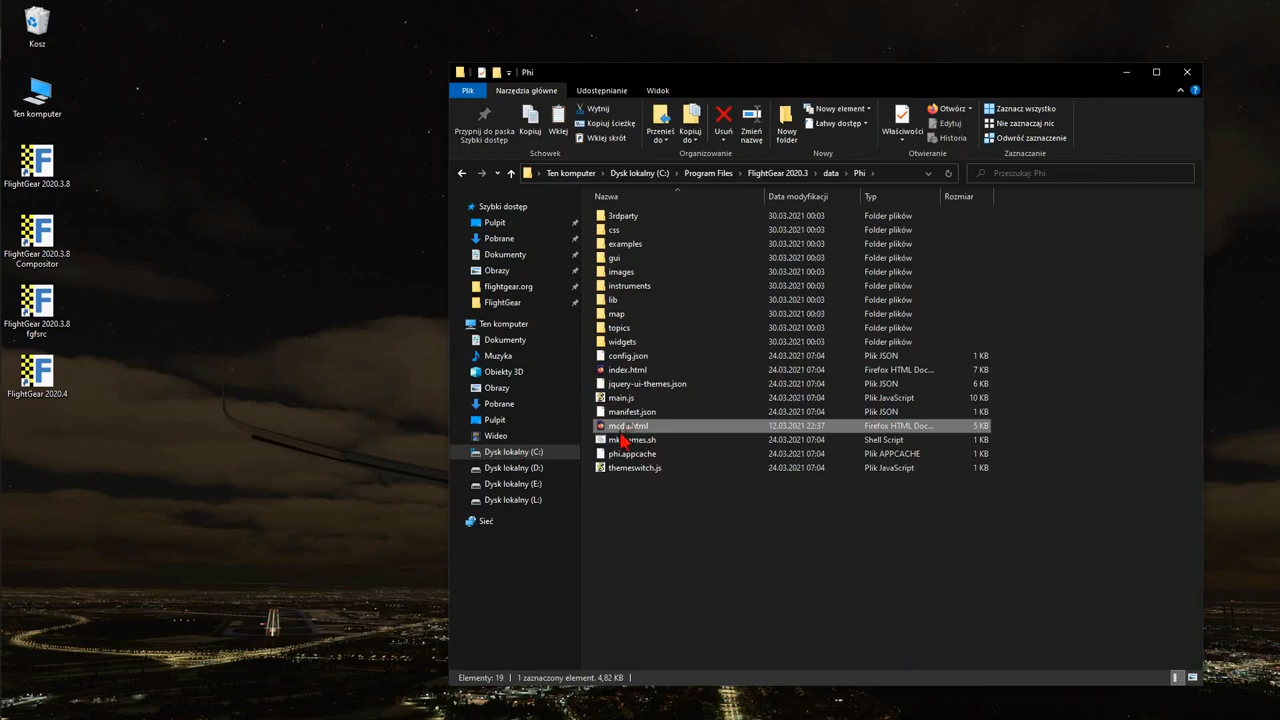 Kosz
Ten komputer
FlightGear 2020.3.8
FlightGear 2020.3.8
Compositor
FlightGear 2020.3.8
fgfsrc
FlightGear 2020.4
Phi
Plik
Narzędzia główne
Udostępnianie
Widok
Przypnij do paska
Szybki dostęp
Kopiuj
Wklej
Wytnij
Kopiuj ścieżkę
Wklej skrót
Schowek
Przenieś
do
Kopiuj
do
Usuń
Zmień
nazwę
Organizowanie
Nowy
folder
Nowy element
Łatwy dostęp
Nowy
Właściwości
Otwórz
Edytuj
Historia
Otwieranie
Zaznacz wszystko
Nie zaznaczaj nic
Odwróć zaznaczenie
Zaznaczanie
Ten komputer > Dysk lokalny (C:) > Program Files > FlightGear 2020.3 > data > Phi >
Przeszukaj: Phi
Szybki dostęp
Pulpit
Pobrane
Dokumenty
Obrazy
flightgear.org
FlightGear
Ten komputer
Dokumenty
Muzyka
Obiekty 3D
Obrazy
Pobrane
Pulpit
Wideo
Dysk lokalny (C:)
Dysk lokalny (D:)
Dysk lokalny (E:)
Dysk lokalny (L:)
Sieć
Nazwa Data modyfikacji Typ Rozmiar
3rdparty 30.03.2021 00:03 Folder plików
css 30.03.2021 00:03 Folder plików
examples 30.03.2021 00:03 Folder plików
gui 30.03.2021 00:03 Folder plików
images 30.03.2021 00:03 Folder plików
instruments 30.03.2021 00:03 Folder plików
lib 30.03.2021 00:03 Folder plików
map 30.03.2021 00:03 Folder plików
topics 30.03.2021 00:03 Folder plików
widgets 30.03.2021 00:03 Folder plików
config.json 24.03.2021 07:04 Plik JSON 1 KB
index.html 24.03.2021 07:04 Firefox HTML Doc... 7 KB
jquery-ui-themes.json 24.03.2021 07:04 Plik JSON 6 KB
main.js 24.03.2021 07:04 Plik JavaScript 10 KB
manifest.json 24.03.2021 07:04 Plik JSON 1 KB
12.03.2021 22:37 Firefox HTML Doc... 5 KB
24.03.2021 07:04 Shell Script 1 KB
phi.appcache 24.03.2021 07:04 Plik APPCACHE 1 KB
themeswitch.js 24.03.2021 07:04 Plik JavaScript 1 KB
Elementy: 19
1 zaznaczony element. 4,82 KB